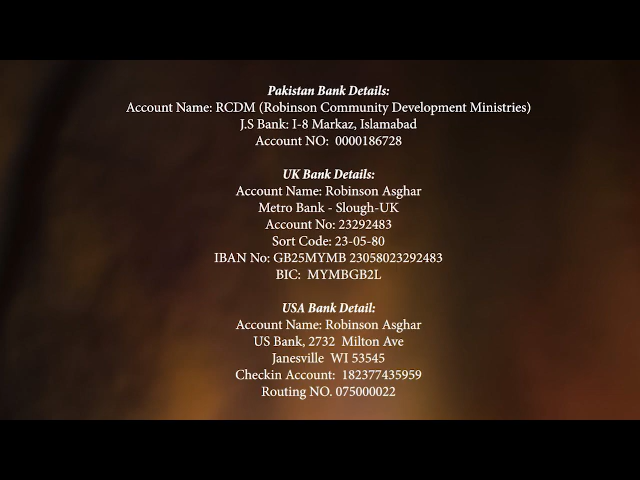 Pakistan Bank Details:
Account Name: RCDM (Robinson Community Development Ministries)
J.S Bank: I-8 Markaz, Islamabad
Account NO: 0000186728
UK Bank Details:
Account Name: Robinson Asghar
Metro Bank - Slough-UK
Account No: 23292483
Sort Code: 23-05-80
IBAN No: GB25MYMB 23058023292483
BIC: MYMBGB2L
USA Bank Detail:
Account Name: Robinson Asghar
US Bank, 2732 Milton Ave
Janesville WI 53545
Checkin Account: 182377435959
Routing NO. 075000022